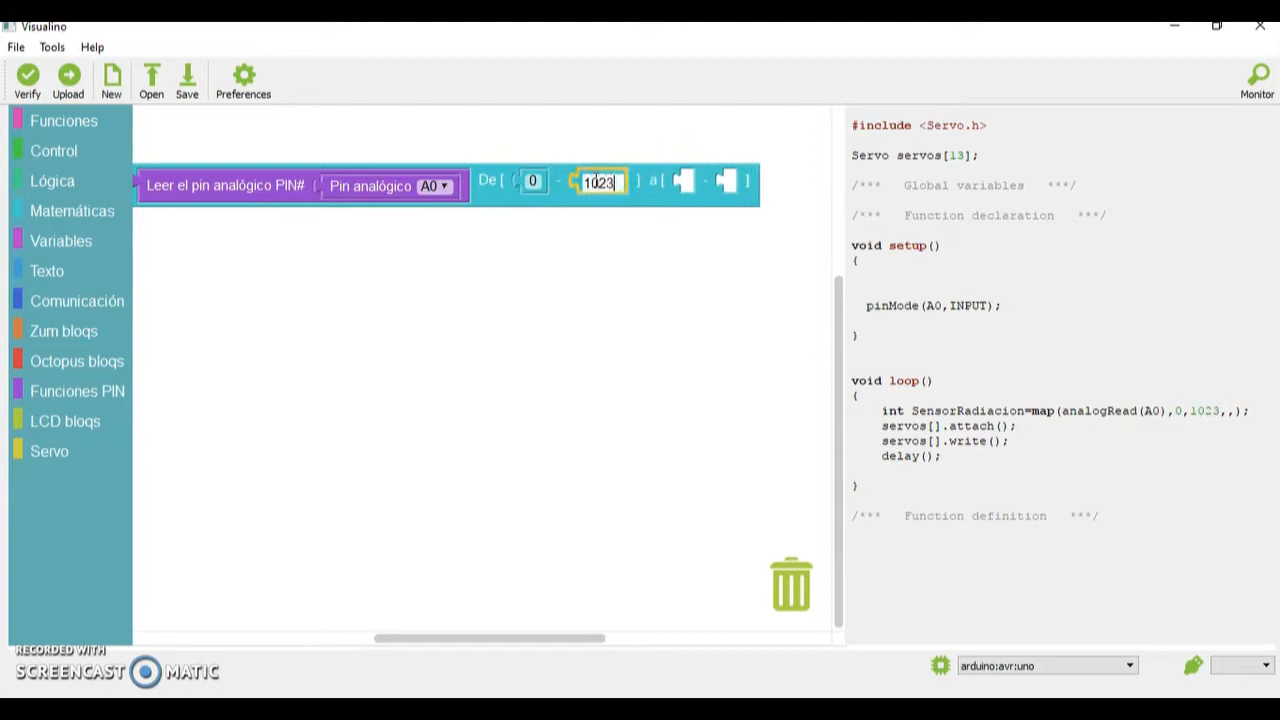 Visualino
File Tools Help
Verify Upload New Open Save Preferences Monitor
Funciones
Control
Lógica
Matemáticas
Variables
Texto
Comunicación
Zum bloqs
Octopus bloqs
Funciones PIN
LCD bloqs
Servo
Leer el pin analógico PIN# Pin analógico A0 De [ 0 - 1023 ] a [ - ]
#include <Servo.h>
Servo servos[13];
/*** Global variables ***/
/*** Function declaration ***/
void setup()
{
pinMode(A0,INPUT);
}
void loop()
{
int SensorRadiacion=map(analogRead(A0),0,1023,,);
servos[].attach();
servos[].write();
delay();
}
/*** Function definition ***/
RECORDED WITH
SCREENCAST MATIC
arduino:avr:uno